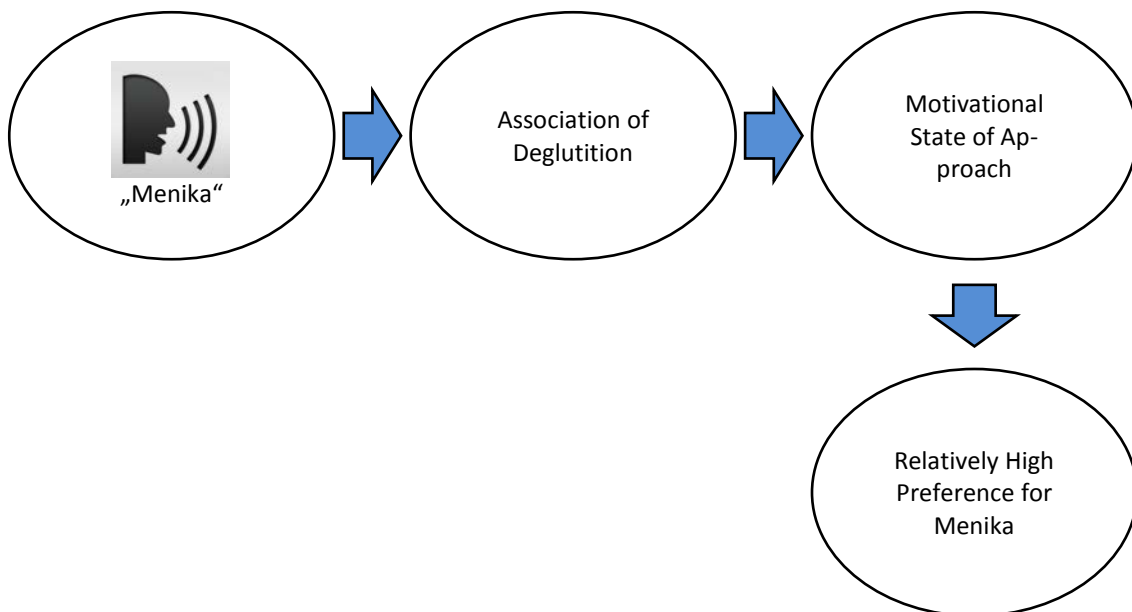 „Menika“
Association of
Deglutition
Motivational
State of Ap-
proach
Relatively High
Preference for
Menika